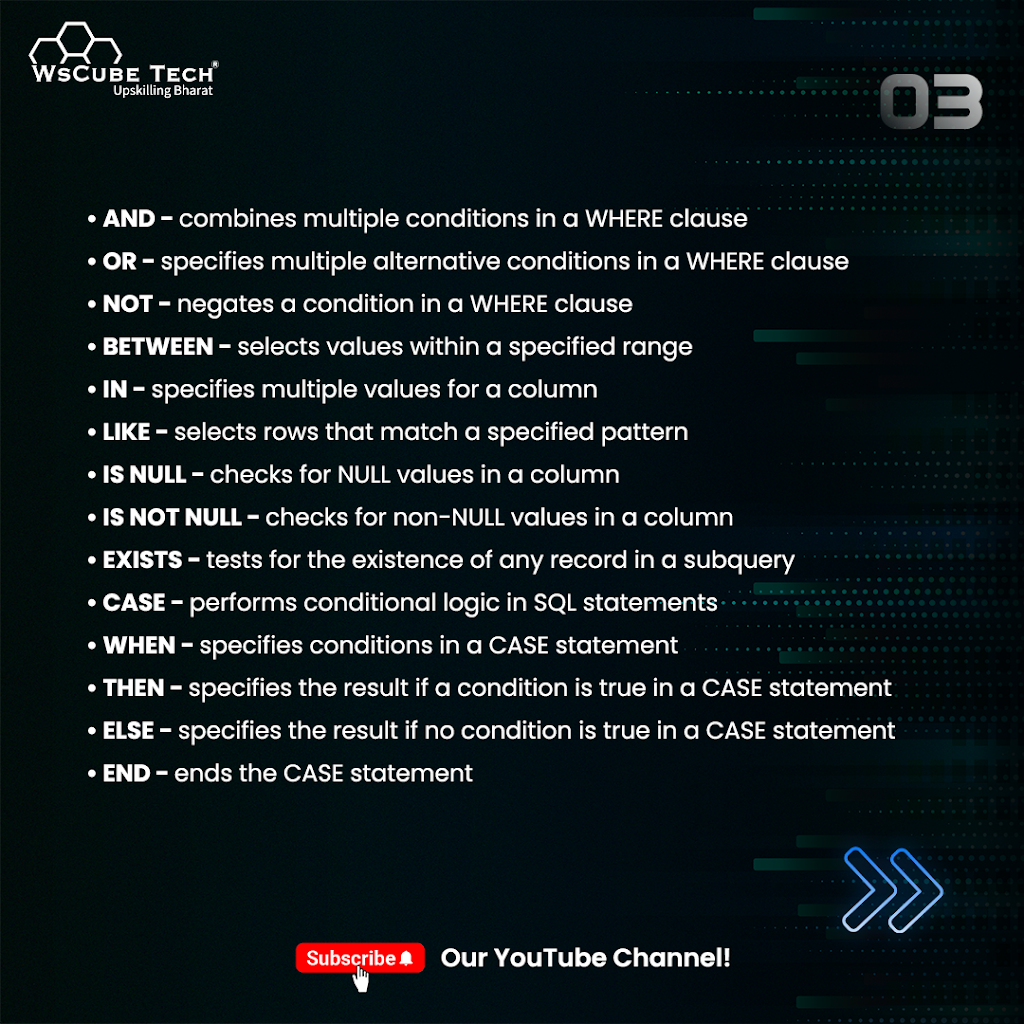 WsCube Tech®
Upskilling Bharat
03
• AND – combines multiple conditions in a WHERE clause
• OR – specifies multiple alternative conditions in a WHERE clause
• NOT – negates a condition in a WHERE clause
• BETWEEN – selects values within a specified range
• IN – specifies multiple values for a column
• LIKE – selects rows that match a specified pattern
• IS NULL – checks for NULL values in a column
• IS NOT NULL – checks for non-NULL values in a column
• EXISTS – tests for the existence of any record in a subquery
• CASE – performs conditional logic in SQL statements
• WHEN – specifies conditions in a CASE statement
• THEN – specifies the result if a condition is true in a CASE statement
• ELSE – specifies the result if no condition is true in a CASE statement
• END – ends the CASE statement
Subscribe Our YouTube Channel!